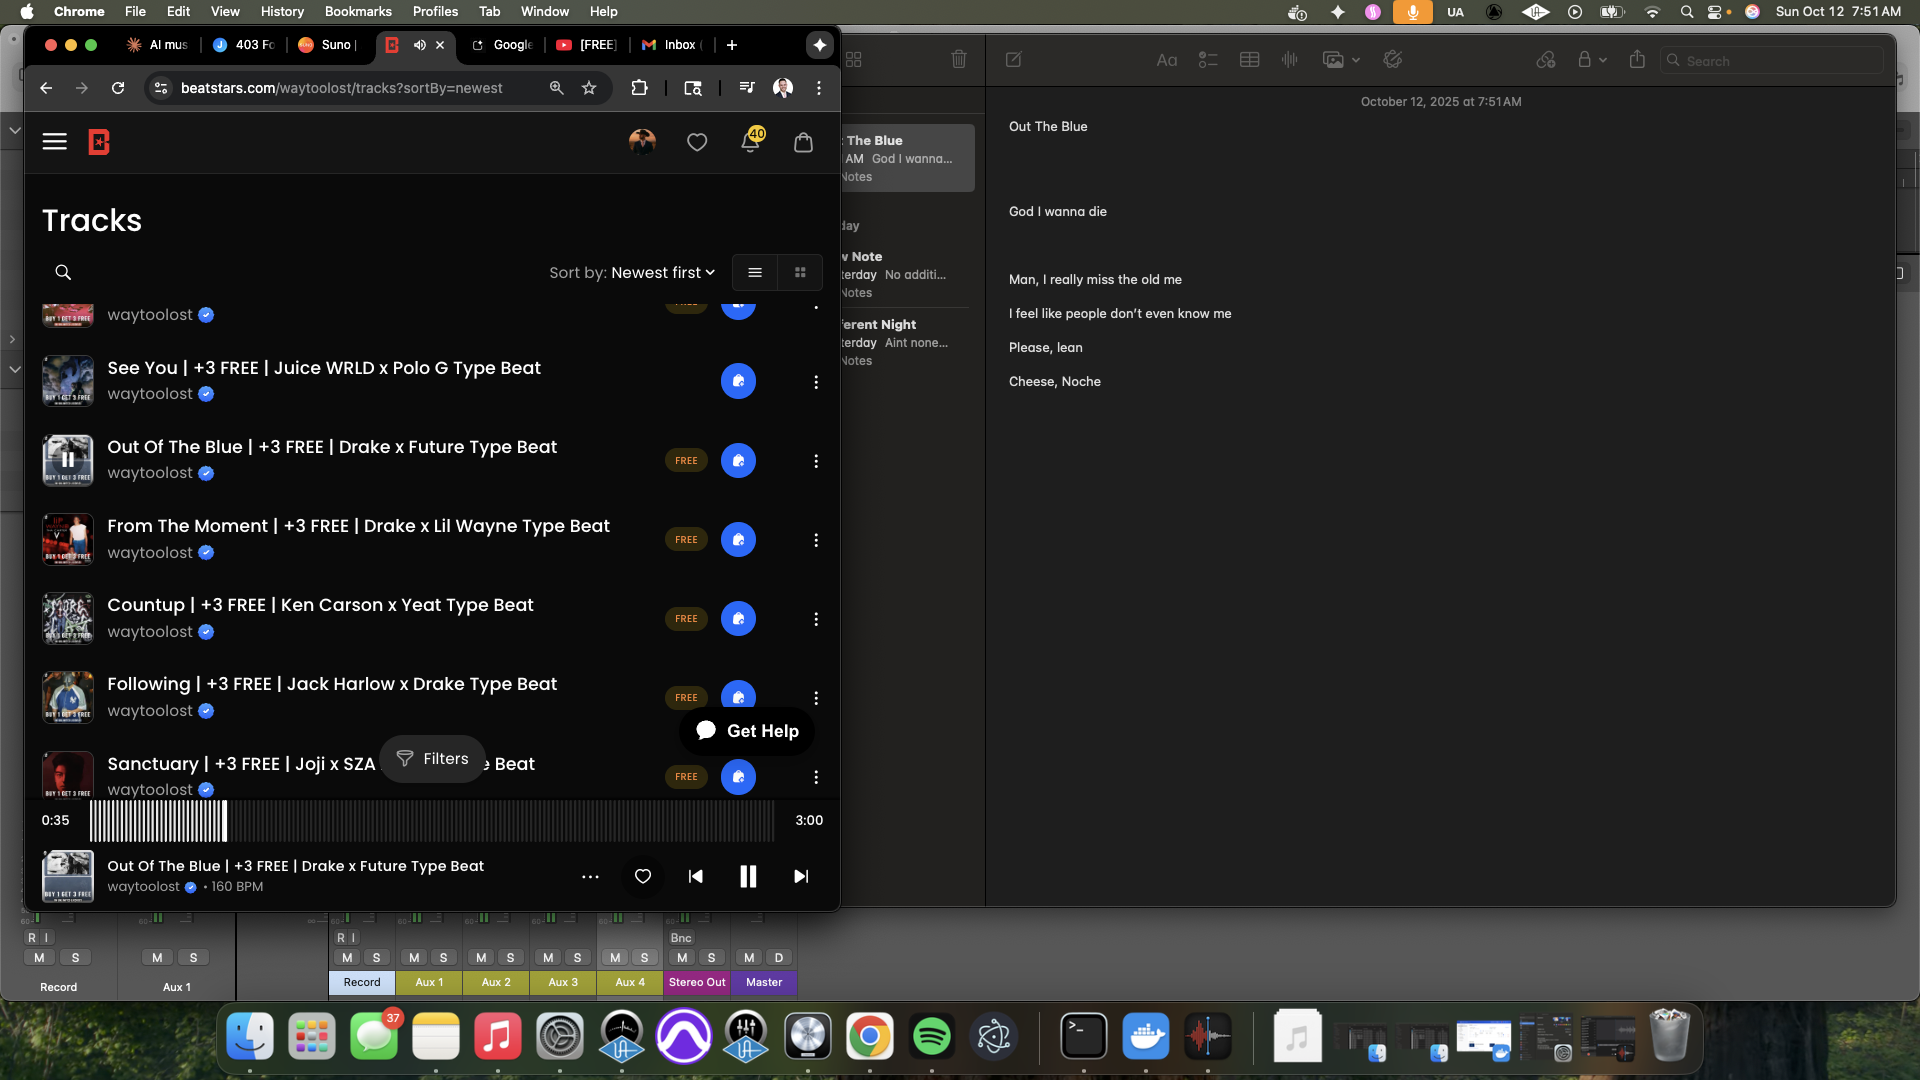 Chrome File Edit View History Bookmarks Profiles Tab Window Help
UA
Sun Oct 12 7:51 AM
AI mus
403 Fo
Suno |
Google
[FREE]
Inbox (
beatstars.com/waytoolost/tracks?sortBy=newest
40
Tracks
Sort by: Newest first
waytoolost
See You | +3 FREE | Juice WRLD x Polo G Type Beat
waytoolost
Out Of The Blue | +3 FREE | Drake x Future Type Beat
waytoolost
FREE
From The Moment | +3 FREE | Drake x Lil Wayne Type Beat
waytoolost
FREE
Countup | +3 FREE | Ken Carson x Yeat Type Beat
waytoolost
FREE
Following | +3 FREE | Jack Harlow x Drake Type Beat
waytoolost
FREE
Get Help
Filters
Sanctuary | +3 FREE | Joji x SZA
Beat
waytoolost
FREE
0:35
3:00
Out Of The Blue | +3 FREE | Drake x Future Type Beat
waytoolost • 160 BPM
The Blue
AM God I wanna...
Notes
day
w Note
terday No additi...
Notes
ferent Night
terday Aint none...
Notes
Aa
Search
October 12, 2025 at 7:51 AM
Out The Blue
God I wanna die
Man, I really miss the old me
I feel like people don't even know me
Please, lean
Cheese, Noche
R I
R I
Bnc
M S
M S
M S
M S
M S
M S
M S
M S
M D
Record
Aux 1
Record
Aux 1
Aux 2
Aux 3
Aux 4
Stereo Out
Master
37